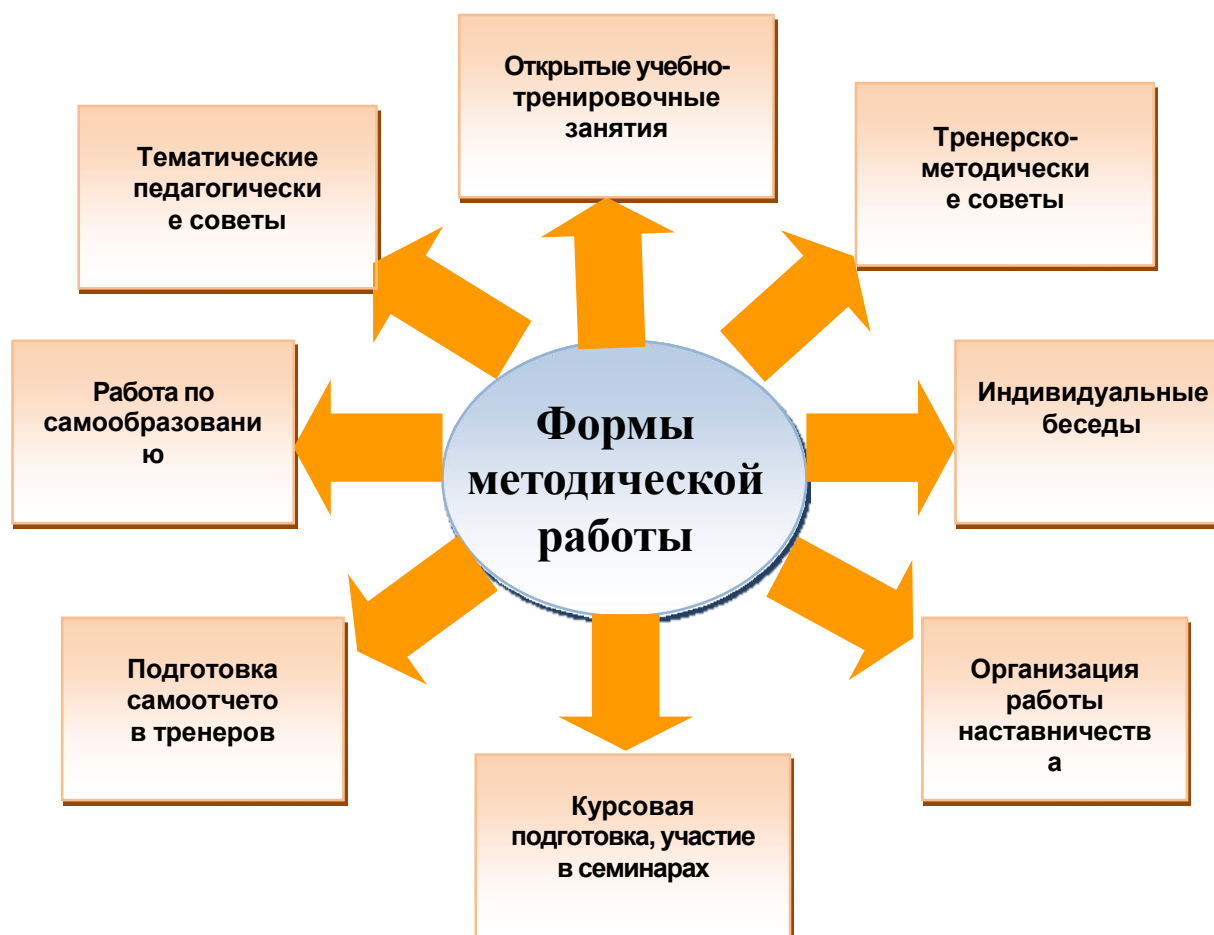 Открытые учебно-
тренировочные
занятия
Тематические
педагогически
е советы
Тренерско-
методически
е советы
Работа по
самообразовани
ю
Формы
методической
работы
Индивидуальные
беседы
Подготовка
самоотчето
в тренеров
Организация
работы
наставничеств
а
Курсовая
подготовка, участие
в семинарах